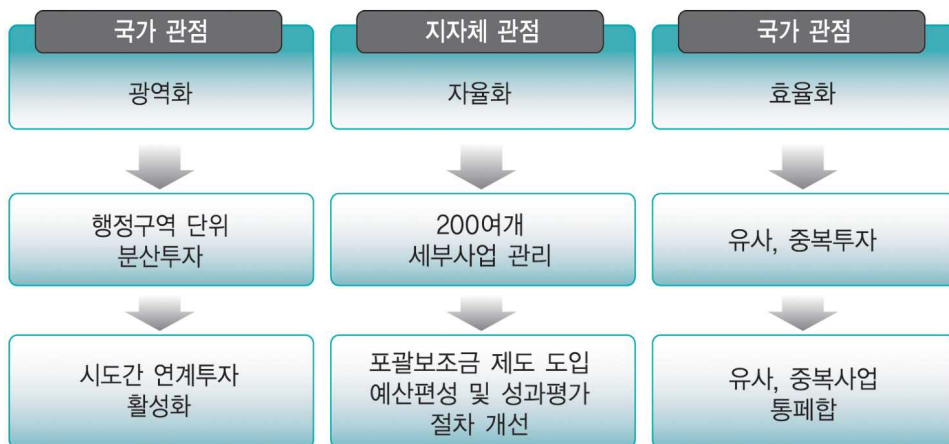 국가 관점
광역화
행정구역 단위
분산투자
시도간 연계투자
활성화
지자체 관점
자율화
200여개
세부사업 관리
포괄보조금 제도 도입
예산편성 및 성과평가
절차 개선
국가 관점
효율화
유사, 중복투자
유사, 중복사업
통폐합